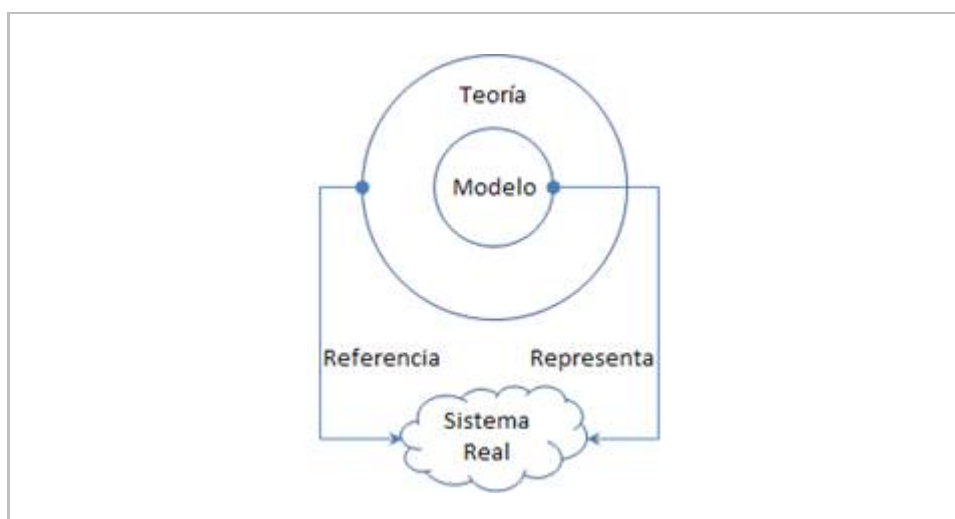 Teoría
Modelo
Referencia
Representa
Sistema
Real